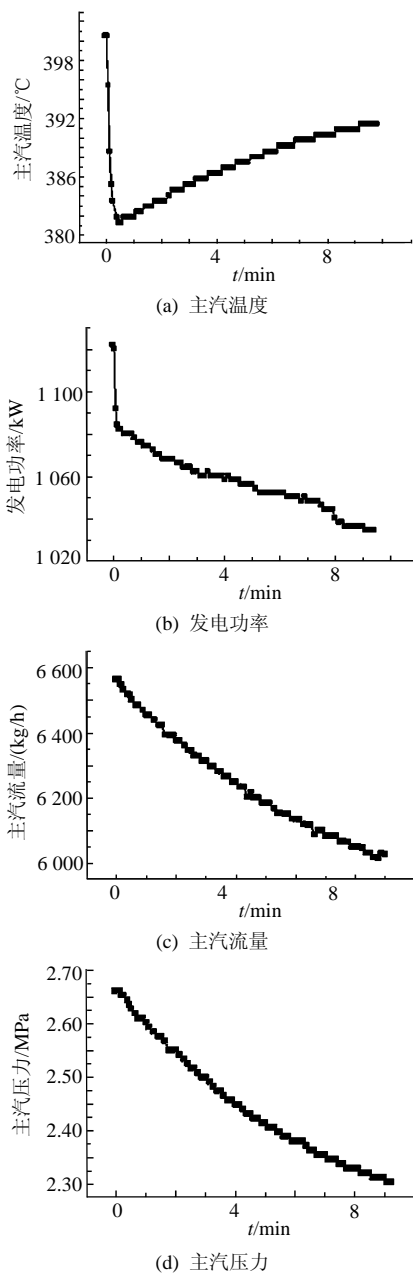 398
392
386
380
主汽温度/℃
0 4 8
t/min
(a) 主汽温度
1 100
1 060
1 020
发电功率/kW
0 4 8
t/min
(b) 发电功率
6 600
6 400
6 200
6 000
主汽流量/(kg/h)
0 4 8
t/min
(c) 主汽流量
2.70
2.60
2.50
2.40
2.30
主汽压力/MPa
0 4 8
t/min
(d) 主汽压力